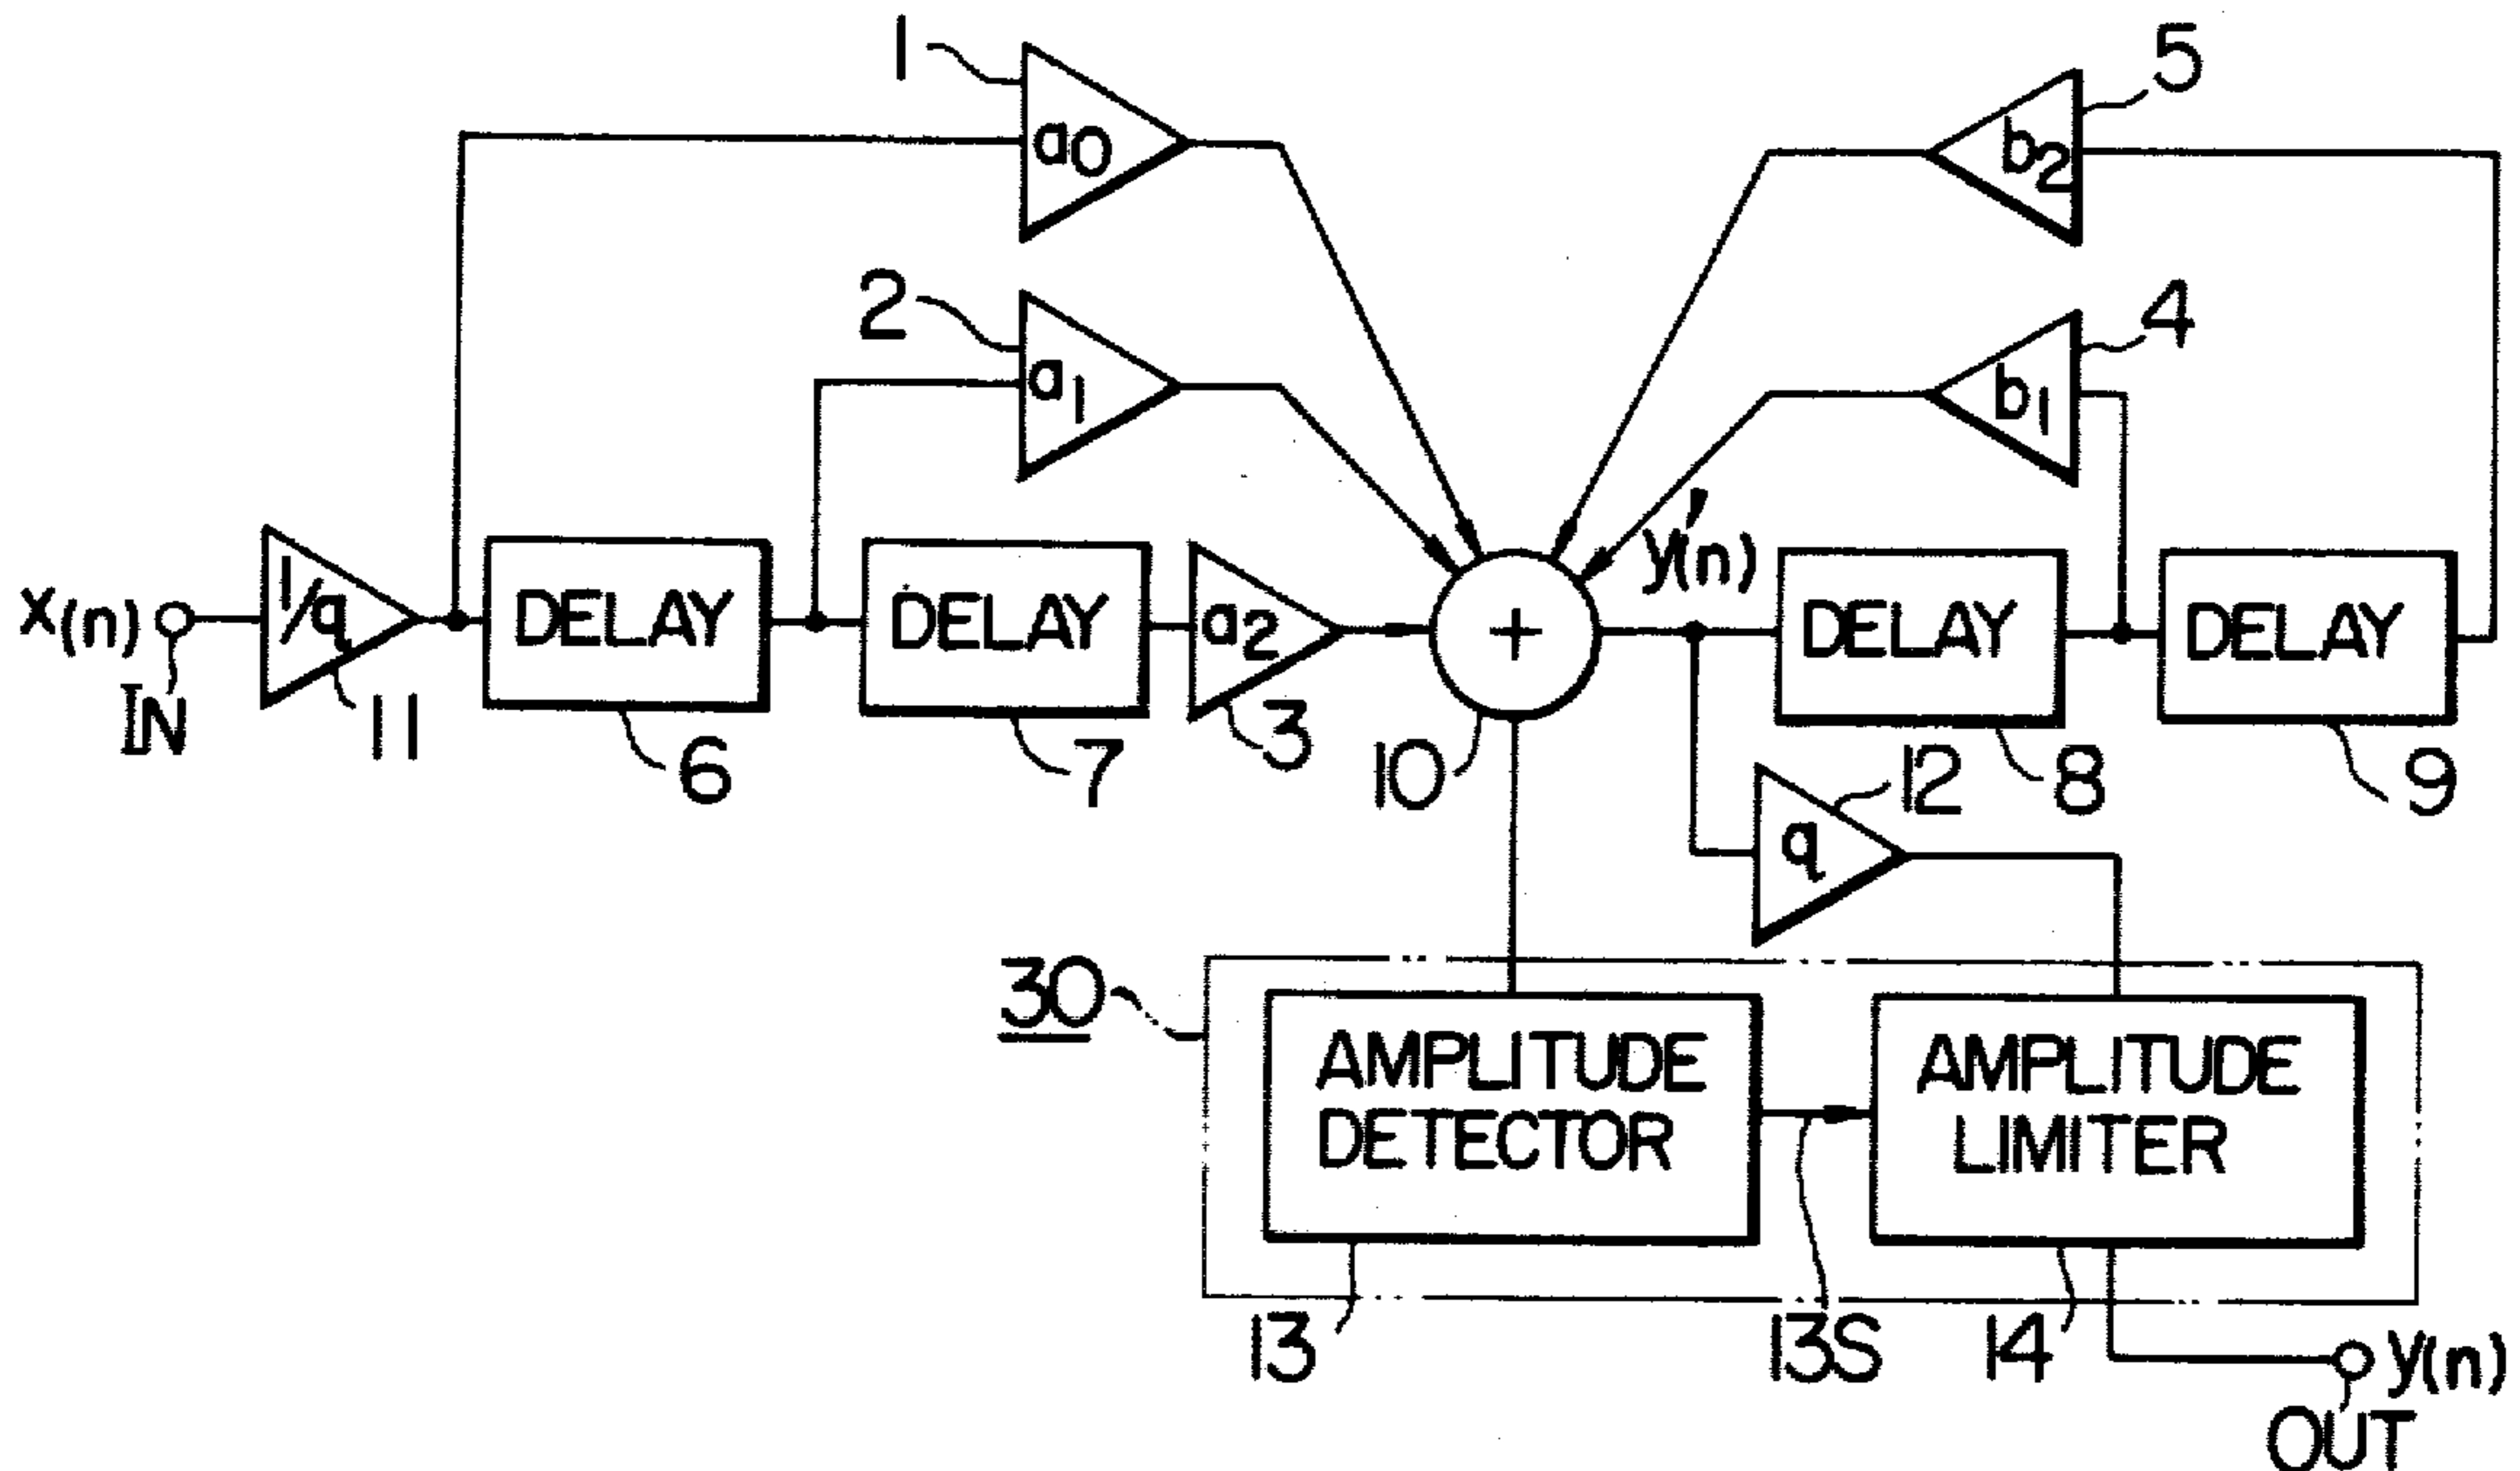 1
a0
5
b2
2
a1
4
b1
y'(n)
x(n)
IN
1/q
11
DELAY
6
DELAY
7
a2
3
+
10
DELAY
8
DELAY
9
12
q
30
AMPLITUDE
DETECTOR
AMPLITUDE
LIMITER
13
13S
14
y(n)
OUT